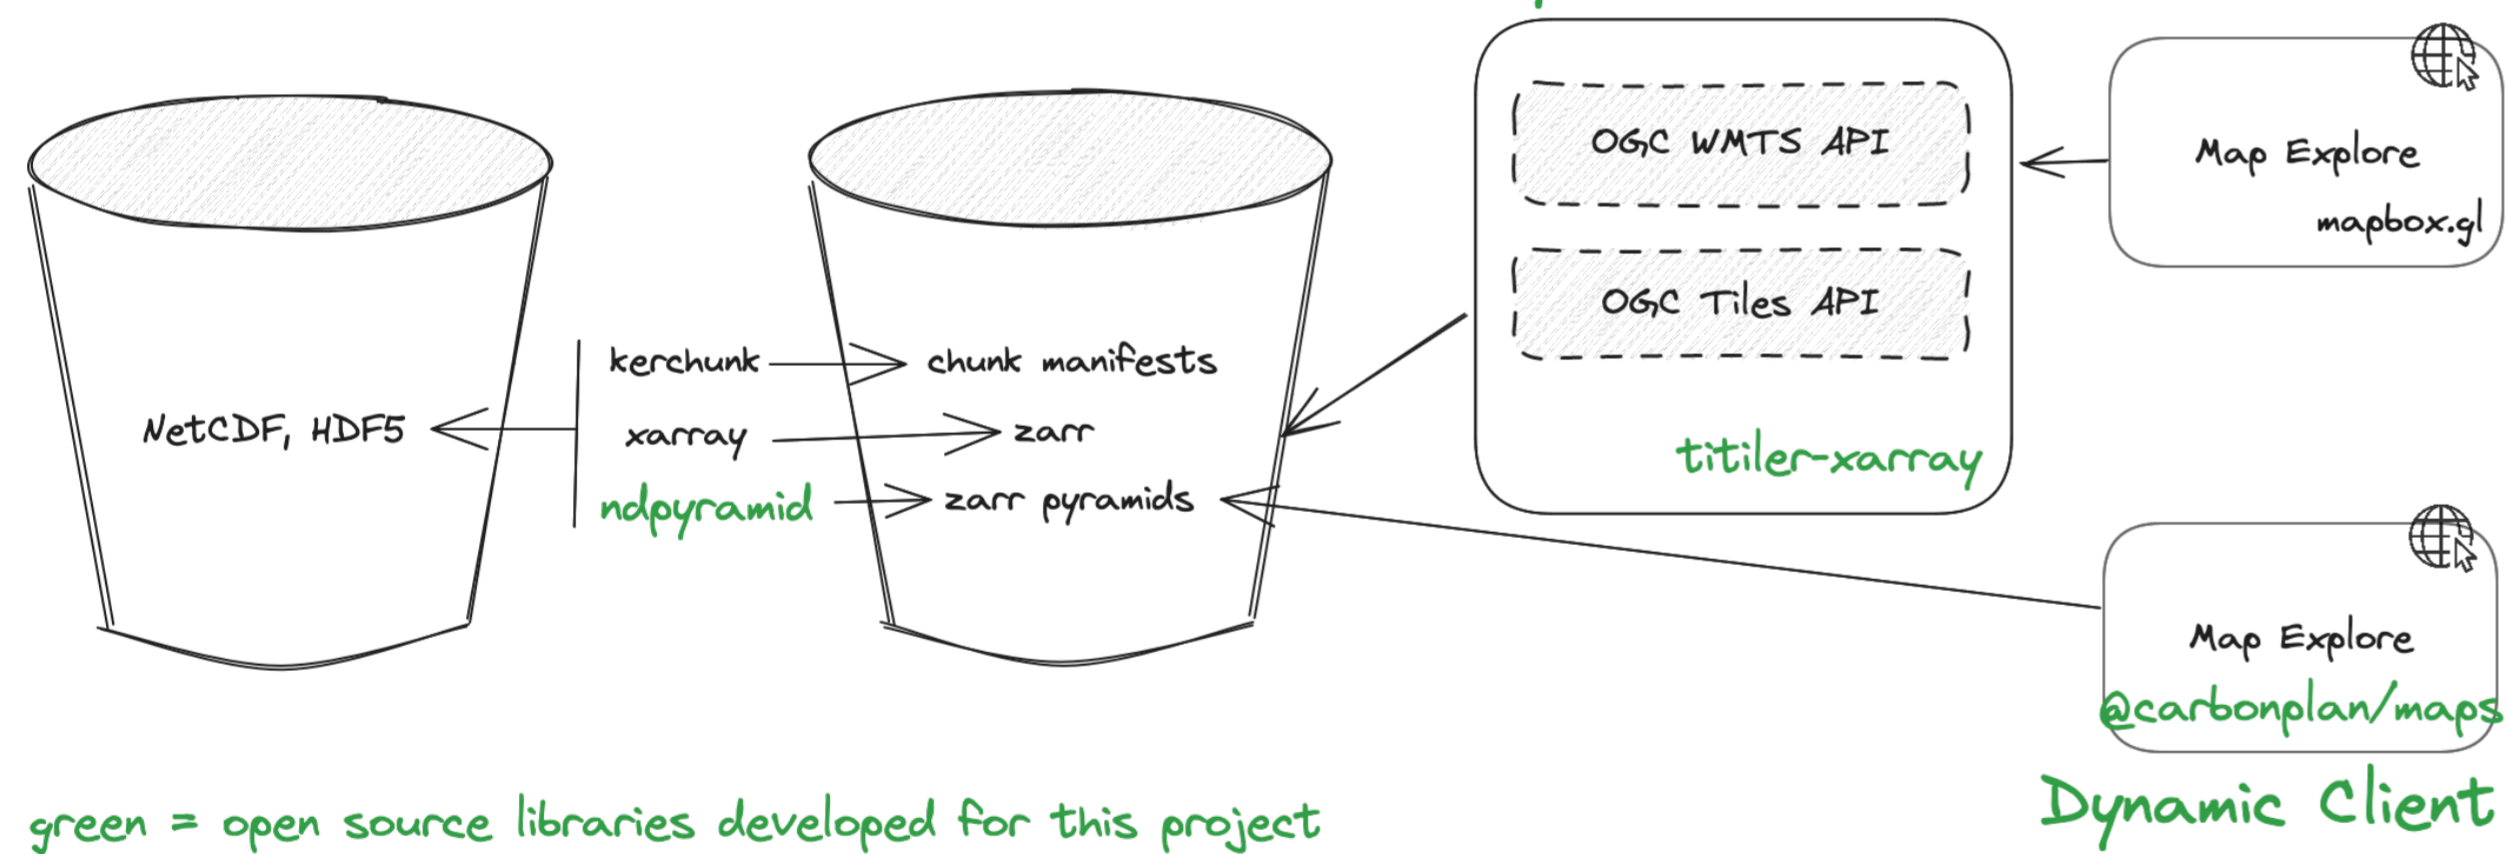 NetCDF, HDF5
kerchunk
xarray
ndpyramid
chunk manifests
zarr
zarr pyramids
OGC WMTS API
OGC Tiles API
titiler-xarray
Map Explore
mapbox.gl
Map Explore
@carbonplan/maps
Dynamic Client
green = open source libraries developed for this project